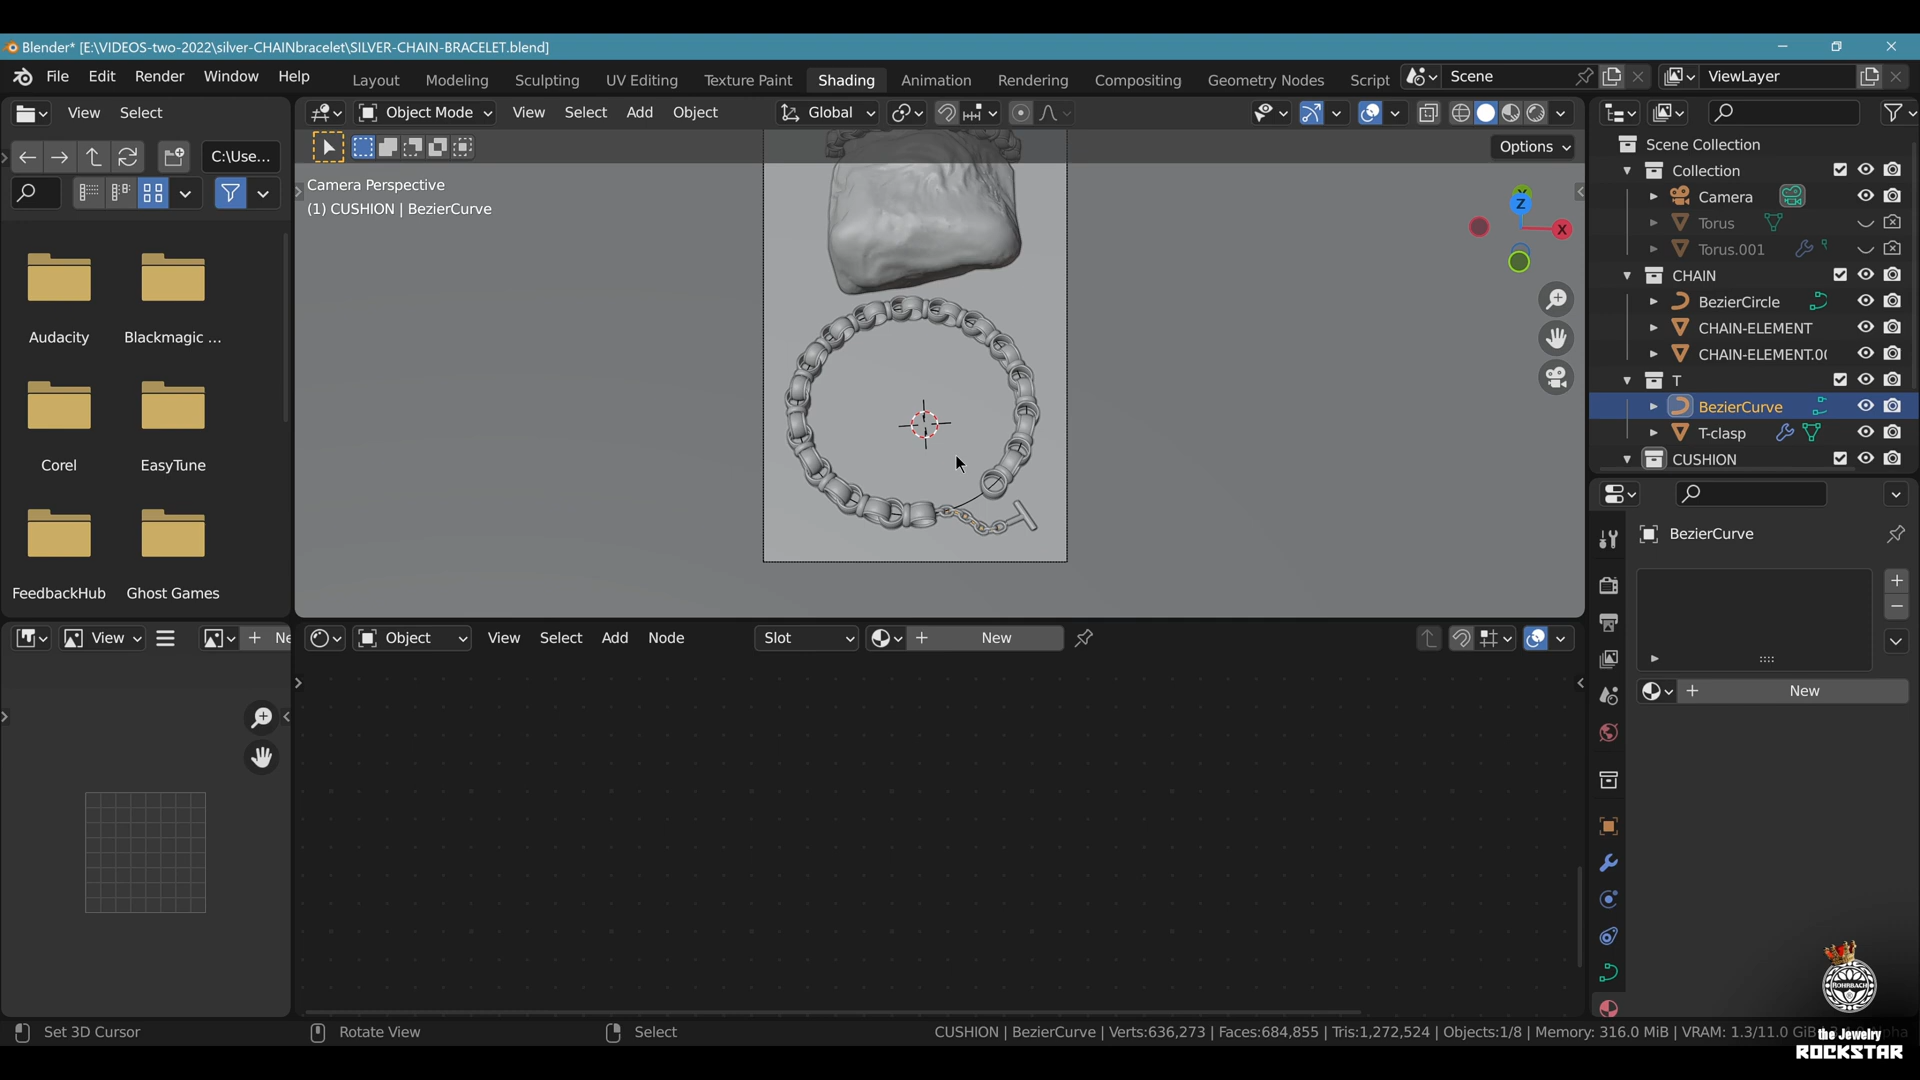 Blender* [E:\VIDEOS-two-2022\silver-CHAINbracelet\SILVER-CHAIN-BRACELET.blend]
File Edit Render Window Help
Layout Modeling Sculpting UV Editing Texture Paint Shading Animation Rendering Compositing Geometry Nodes Script
Scene
ViewLayer
View Select
Object Mode View Select Add Object
Global
C:\Use...
Options
Camera Perspective
(1) CUSHION | BezierCurve
Z
X
Scene Collection
Collection
Camera
Torus
Torus.001
CHAIN
BezierCircle
CHAIN-ELEMENT
CHAIN-ELEMENT.0(
T
BezierCurve
T-clasp
CUSHION
Audacity
Blackmagic ...
Corel
EasyTune
FeedbackHub
Ghost Games
BezierCurve
New
View
Ne
Object View Select Add Node
Slot
New
Set 3D Cursor
Rotate View
Select
CUSHION | BezierCurve | Verts:636,273 | Faces:684,855 | Tris:1,272,524 | Objects:1/8 | Memory: 316.0 MiB | VRAM: 1.3/11.0 GiB
ROHRBACH
the Jewelry
ROCKSTAR